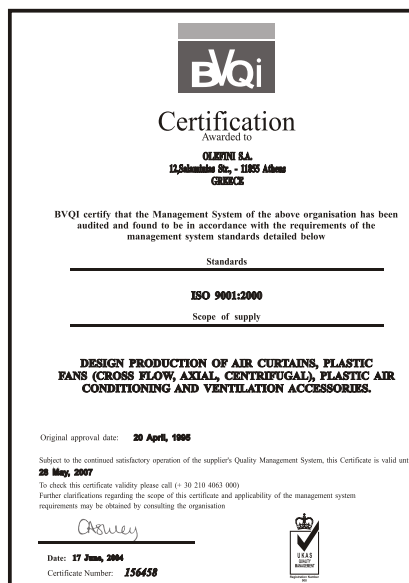 BVQi
Certification
Awarded to
OLEFINI S.A.
12,Salaminias Str., - 11855 Athens
GREECE
BVQI certify that the Management System of the above organisation has been
audited and found to be in accordance with the requirements of the
management system standards detailed below
Standards
ISO 9001:2000
Scope of supply
DESIGN PRODUCTION OF AIR CURTAINS, PLASTIC
FANS (CROSS FLOW, AXIAL, CENTRIFUGAL), PLASTIC AIR
CONDITIONING AND VENTILATION ACCESSORIES.
Original approval date: 20 April, 1995
Subject to the continued satisfactory operation of the supplier's Quality Management System, this Certificate is valid unt
28 May, 2007
To check this certificate validity please call (+ 30 210 4063 000)
Further clarifications regarding the scope of this certificate and applicability of the management system
requirements may be obtained by consulting the organisation
Date: 17 June, 2004
Certificate Number: 156458
UKAS
QUALITY
MANAGEMENT
Registration Number